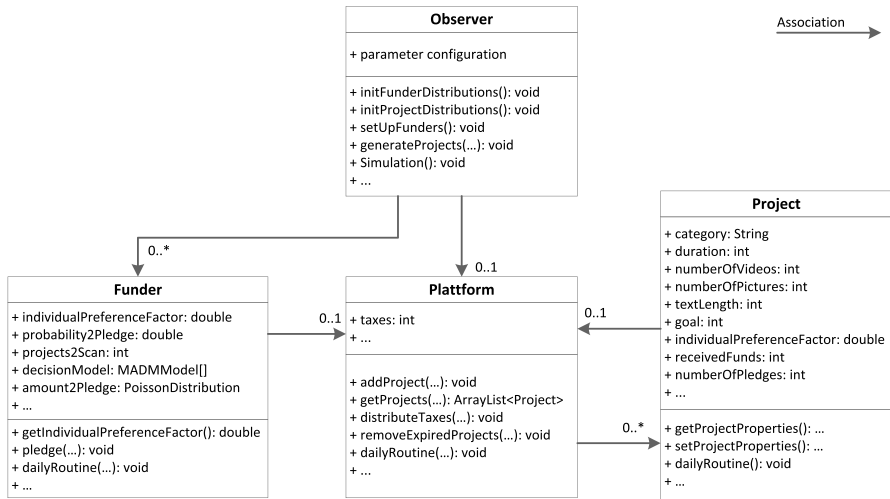 Observer
+ parameter configuration
+ initFunderDistributions(): void
+ initProjectDistributions(): void
+ setUpFunders(): void
+ generateProjects(...): void
+ Simulation(): void
+ ...
Association
0..*
0..1
Funder
+ individualPreferenceFactor: double
+ probability2Pledge: double
+ projects2Scan: int
+ decisionModel: MADMModel[]
+ amount2Pledge: PoissonDistribution
+ ...
+ getIndividualPreferenceFactor(): double
+ pledge(...): void
+ dailyRoutine(...): void
+ ...
0..1
Plattform
+ taxes: int
+ ...
+ addProject(...): void
+ getProjects(...): ArrayList<Project>
+ distributeTaxes(...): void
+ removeExpiredProjects(...): void
+ dailyRoutine(...): void
+ ...
0..1
0..*
Project
+ category: String
+ duration: int
+ numberOfVideos: int
+ numberOfPictures: int
+ textLength: int
+ goal: int
+ individualPreferenceFactor: double
+ receivedFunds: int
+ numberOfPledges: int
+ ...
+ getProjectProperties(): ...
+ setProjectProperties(): ...
+ dailyRoutine(): void
+ ...